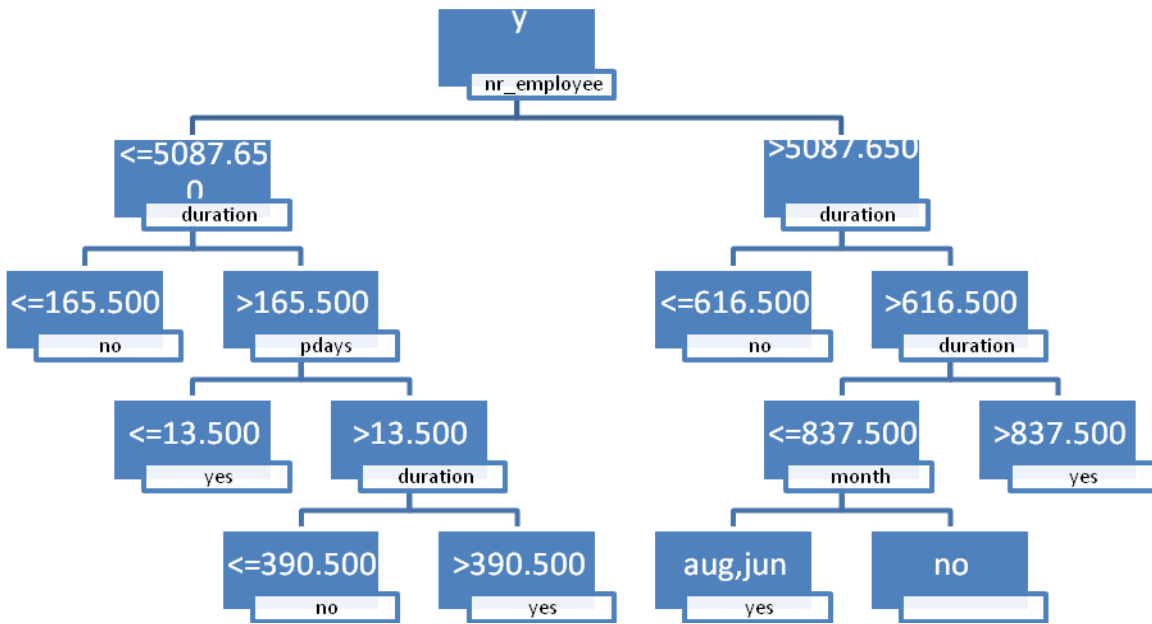 y
nr_employee
<=5087.65
0
duration
>5087.650
duration
<=165.500
no
>165.500
pdays
<=616.500
no
>616.500
duration
<=13.500
yes
>13.500
duration
<=837.500
month
>837.500
yes
<=390.500
no
>390.500
yes
aug,jun
yes
no